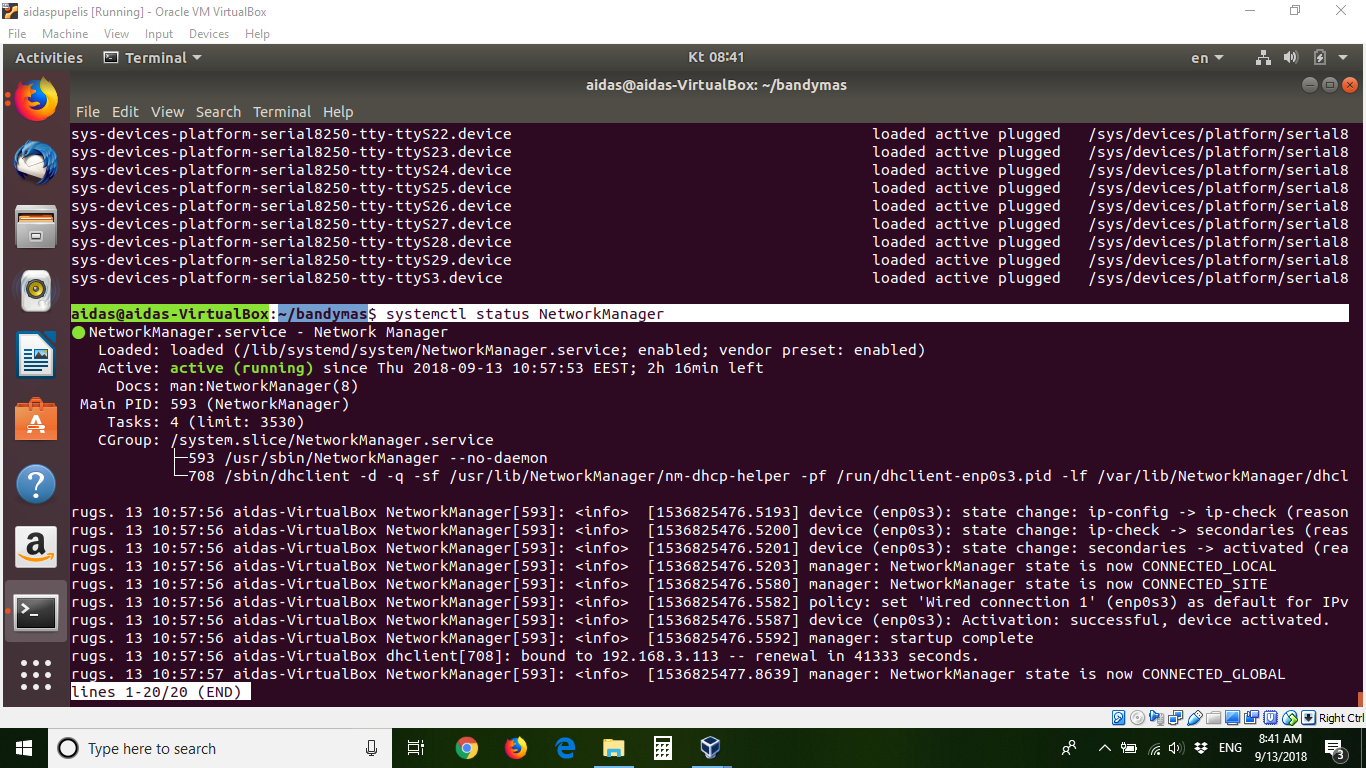 aidaspupelis [Running] - Oracle VM VirtualBox
File Machine View Input Devices Help
Activities Terminal Kt 08:41 en
aidas@aidas-VirtualBox: ~/bandymas
File Edit View Search Terminal Help
sys-devices-platform-serial8250-tty-ttyS22.device loaded active plugged /sys/devices/platform/serial8
sys-devices-platform-serial8250-tty-ttyS23.device loaded active plugged /sys/devices/platform/serial8
sys-devices-platform-serial8250-tty-ttyS24.device loaded active plugged /sys/devices/platform/serial8
sys-devices-platform-serial8250-tty-ttyS25.device loaded active plugged /sys/devices/platform/serial8
sys-devices-platform-serial8250-tty-ttyS26.device loaded active plugged /sys/devices/platform/serial8
sys-devices-platform-serial8250-tty-ttyS27.device loaded active plugged /sys/devices/platform/serial8
sys-devices-platform-serial8250-tty-ttyS28.device loaded active plugged /sys/devices/platform/serial8
sys-devices-platform-serial8250-tty-ttyS29.device loaded active plugged /sys/devices/platform/serial8
sys-devices-platform-serial8250-tty-ttyS3.device loaded active plugged /sys/devices/platform/serial8
aidas@aidas-VirtualBox:~/bandymas$ systemctl status NetworkManager
● NetworkManager.service - Network Manager
Loaded: loaded (/lib/systemd/system/NetworkManager.service; enabled; vendor preset: enabled)
Active: active (running) since Thu 2018-09-13 10:57:53 EEST; 2h 16min left
Docs: man:NetworkManager(8)
Main PID: 593 (NetworkManager)
Tasks: 4 (limit: 3530)
CGroup: /system.slice/NetworkManager.service
├─593 /usr/sbin/NetworkManager --no-daemon
└─708 /sbin/dhclient -d -q -sf /usr/lib/NetworkManager/nm-dhcp-helper -pf /run/dhclient-enp0s3.pid -lf /var/lib/NetworkManager/dhcl
rugs. 13 10:57:56 aidas-VirtualBox NetworkManager[593]: <info> [1536825476.5193] device (enp0s3): state change: ip-config -> ip-check (reason
rugs. 13 10:57:56 aidas-VirtualBox NetworkManager[593]: <info> [1536825476.5200] device (enp0s3): state change: ip-check -> secondaries (reas
rugs. 13 10:57:56 aidas-VirtualBox NetworkManager[593]: <info> [1536825476.5201] device (enp0s3): state change: secondaries -> activated (rea
rugs. 13 10:57:56 aidas-VirtualBox NetworkManager[593]: <info> [1536825476.5203] manager: NetworkManager state is now CONNECTED_LOCAL
rugs. 13 10:57:56 aidas-VirtualBox NetworkManager[593]: <info> [1536825476.5580] manager: NetworkManager state is now CONNECTED_SITE
rugs. 13 10:57:56 aidas-VirtualBox NetworkManager[593]: <info> [1536825476.5582] policy: set 'Wired connection 1' (enp0s3) as default for IPv
rugs. 13 10:57:56 aidas-VirtualBox NetworkManager[593]: <info> [1536825476.5587] device (enp0s3): Activation: successful, device activated.
rugs. 13 10:57:56 aidas-VirtualBox NetworkManager[593]: <info> [1536825476.5592] manager: startup complete
rugs. 13 10:57:56 aidas-VirtualBox dhclient[708]: bound to 192.168.3.113 -- renewal in 41333 seconds.
rugs. 13 10:57:57 aidas-VirtualBox NetworkManager[593]: <info> [1536825477.8639] manager: NetworkManager state is now CONNECTED_GLOBAL
lines 1-20/20 (END)
Right Ctrl
Type here to search ENG 8:41 AM
9/13/2018 3